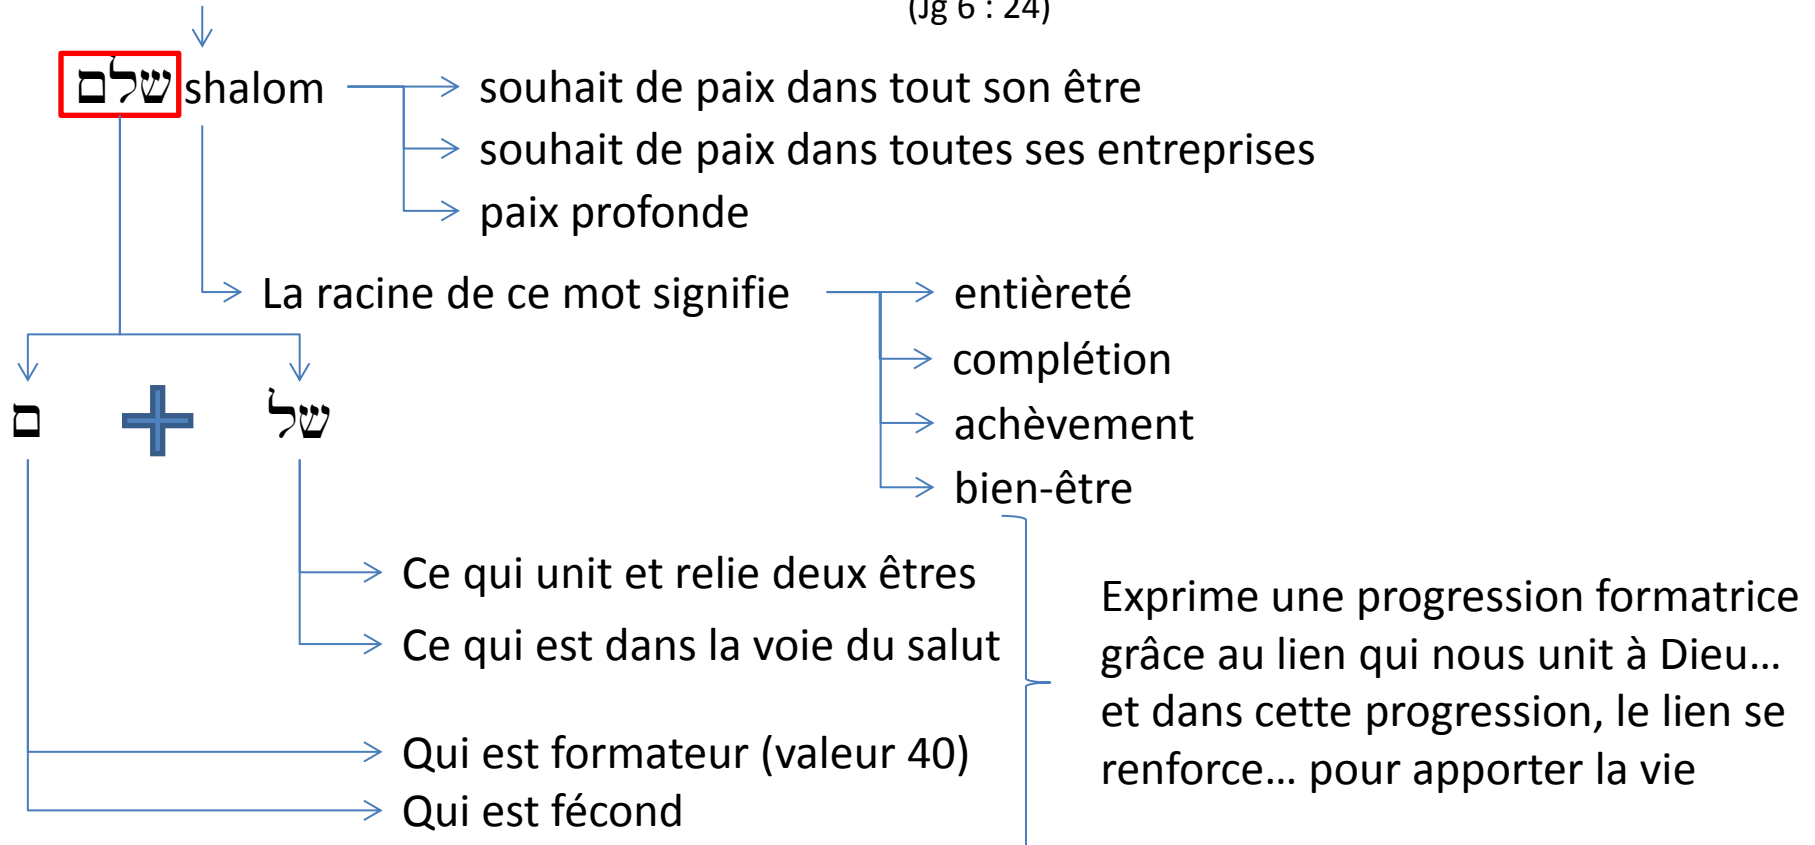 (Jg 6 : 24)
שלם shalom
souhait de paix dans tout son être
souhait de paix dans toutes ses entreprises
paix profonde
La racine de ce mot signifie
entièreté
complétion
achèvement
bien-être
ם
של
Ce qui unit et relie deux êtres
Ce qui est dans la voie du salut
Qui est formateur (valeur 40)
Qui est fécond
Exprime une progression formatrice
grâce au lien qui nous unit à Dieu…
et dans cette progression, le lien se
renforce… pour apporter la vie